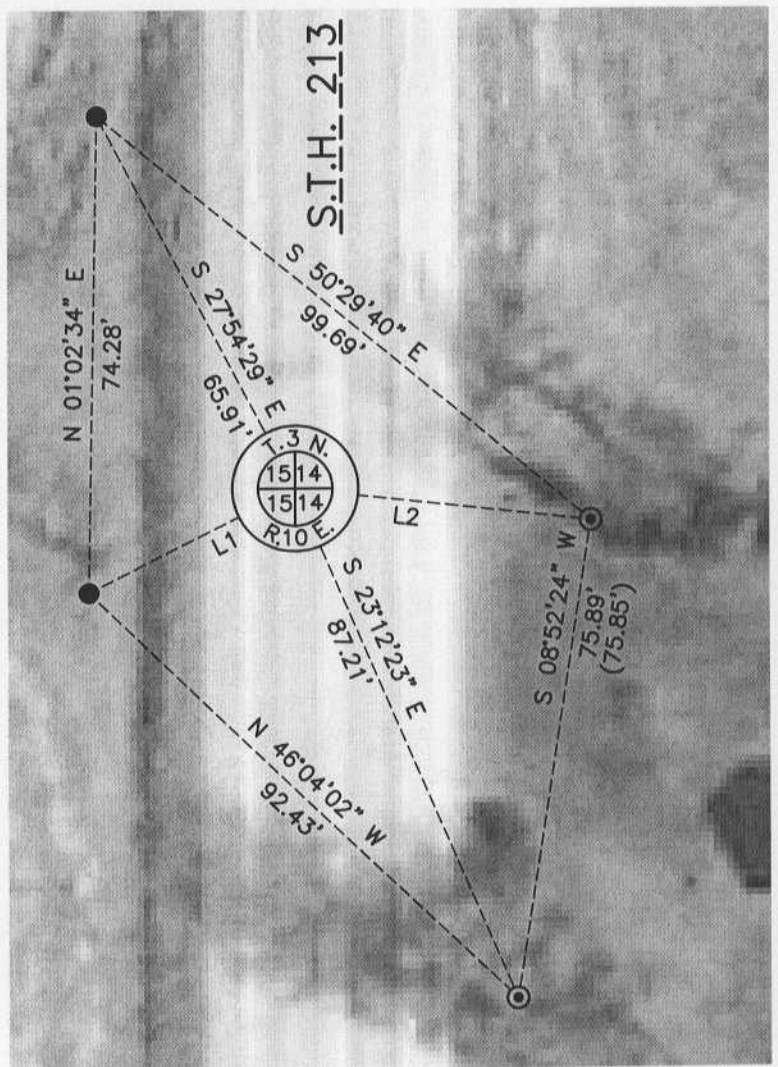 S.T.H. 213
N 01°02'34" E
74.28'
S 27°54'29" E
65.91'
S 50°29'40" E
99.69'
T.3 N.
15 14
15 14
R.10 E.
L1
L2
S 23°12'23" E
87.21'
S 08°52'24" W
75.89'
(75.85')
N 46°04'02" W
92.43'